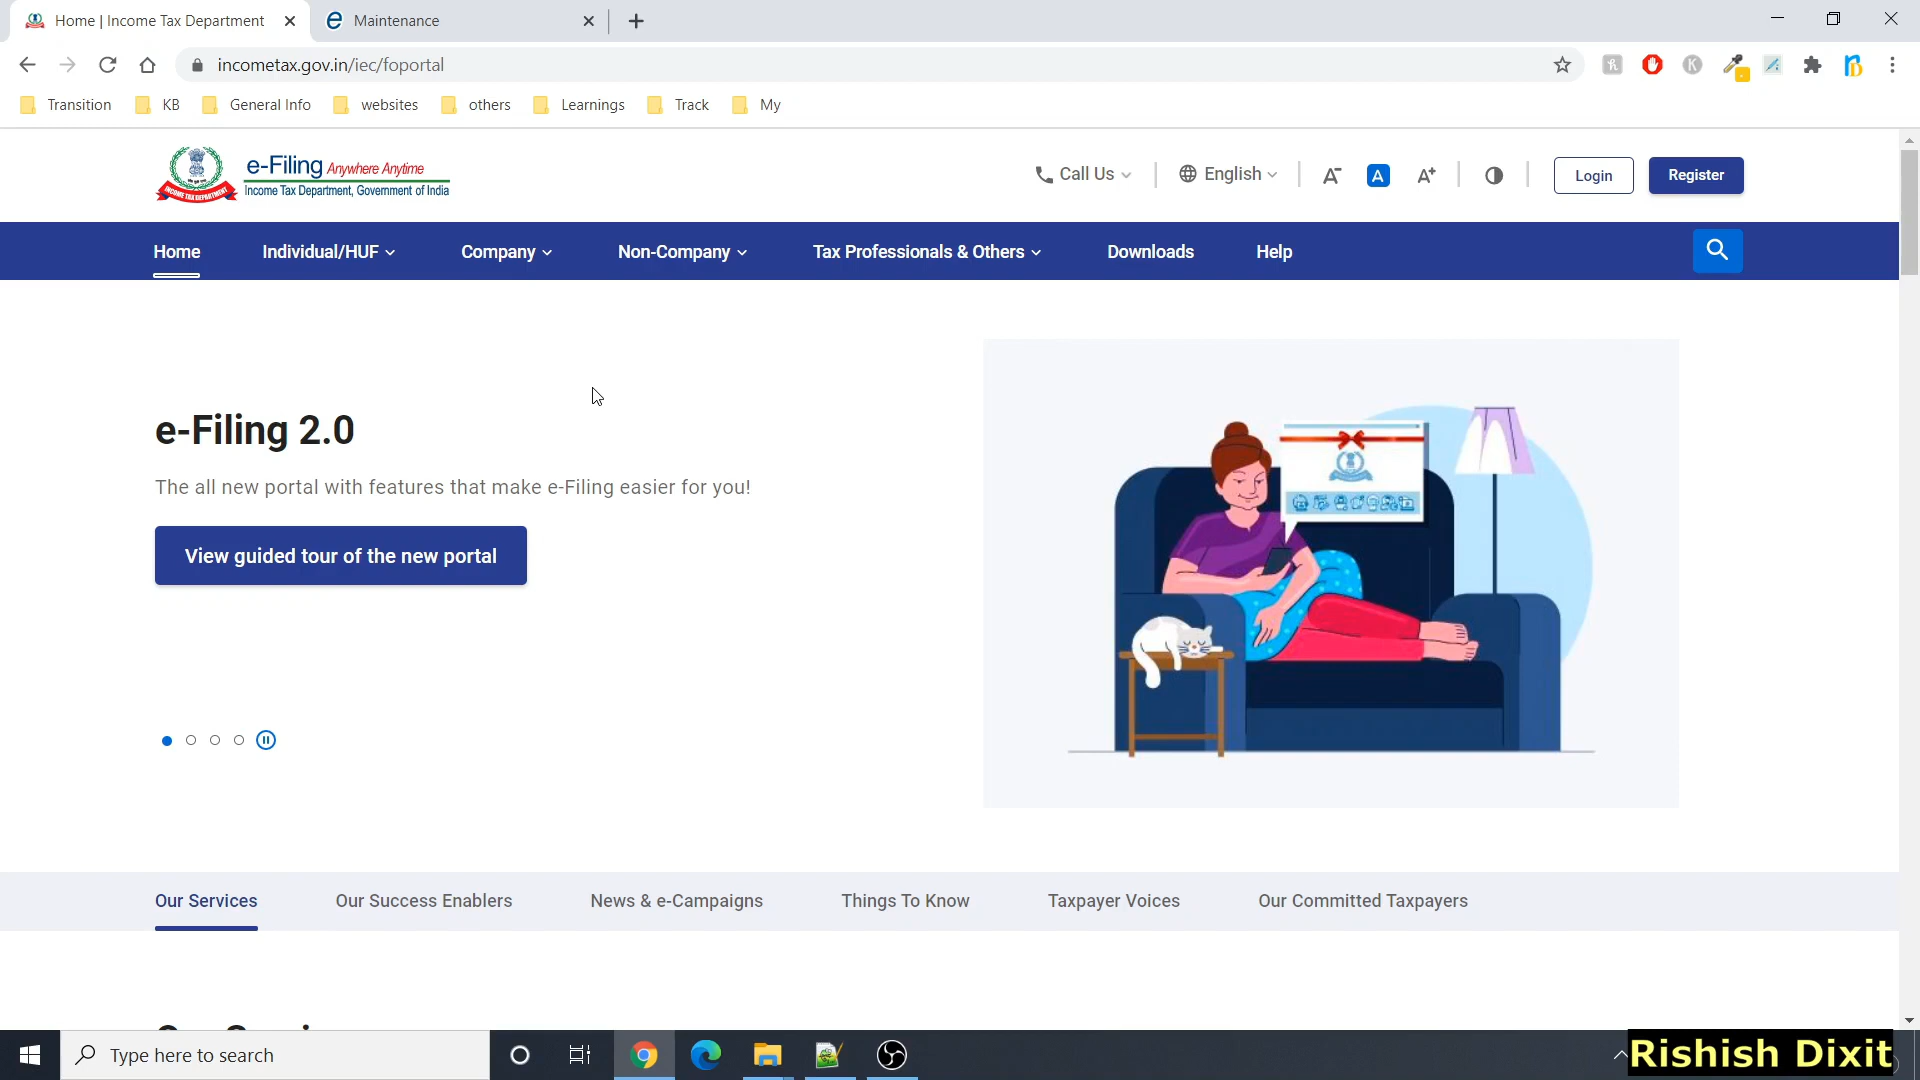 Home | Income Tax Department
Maintenance
incometax.gov.in/iec/foportal
Transition KB General Info websites others Learnings Track My
e-Filing Anywhere Anytime
Income Tax Department, Government of India
Call Us English A- A A+ Login Register
Home Individual/HUF Company Non-Company Tax Professionals & Others Downloads Help
e-Filing 2.0
The all new portal with features that make e-Filing easier for you!
View guided tour of the new portal
Our Services Our Success Enablers News & e-Campaigns Things To Know Taxpayer Voices Our Committed Taxpayers
Type here to search
Rishish Dixit